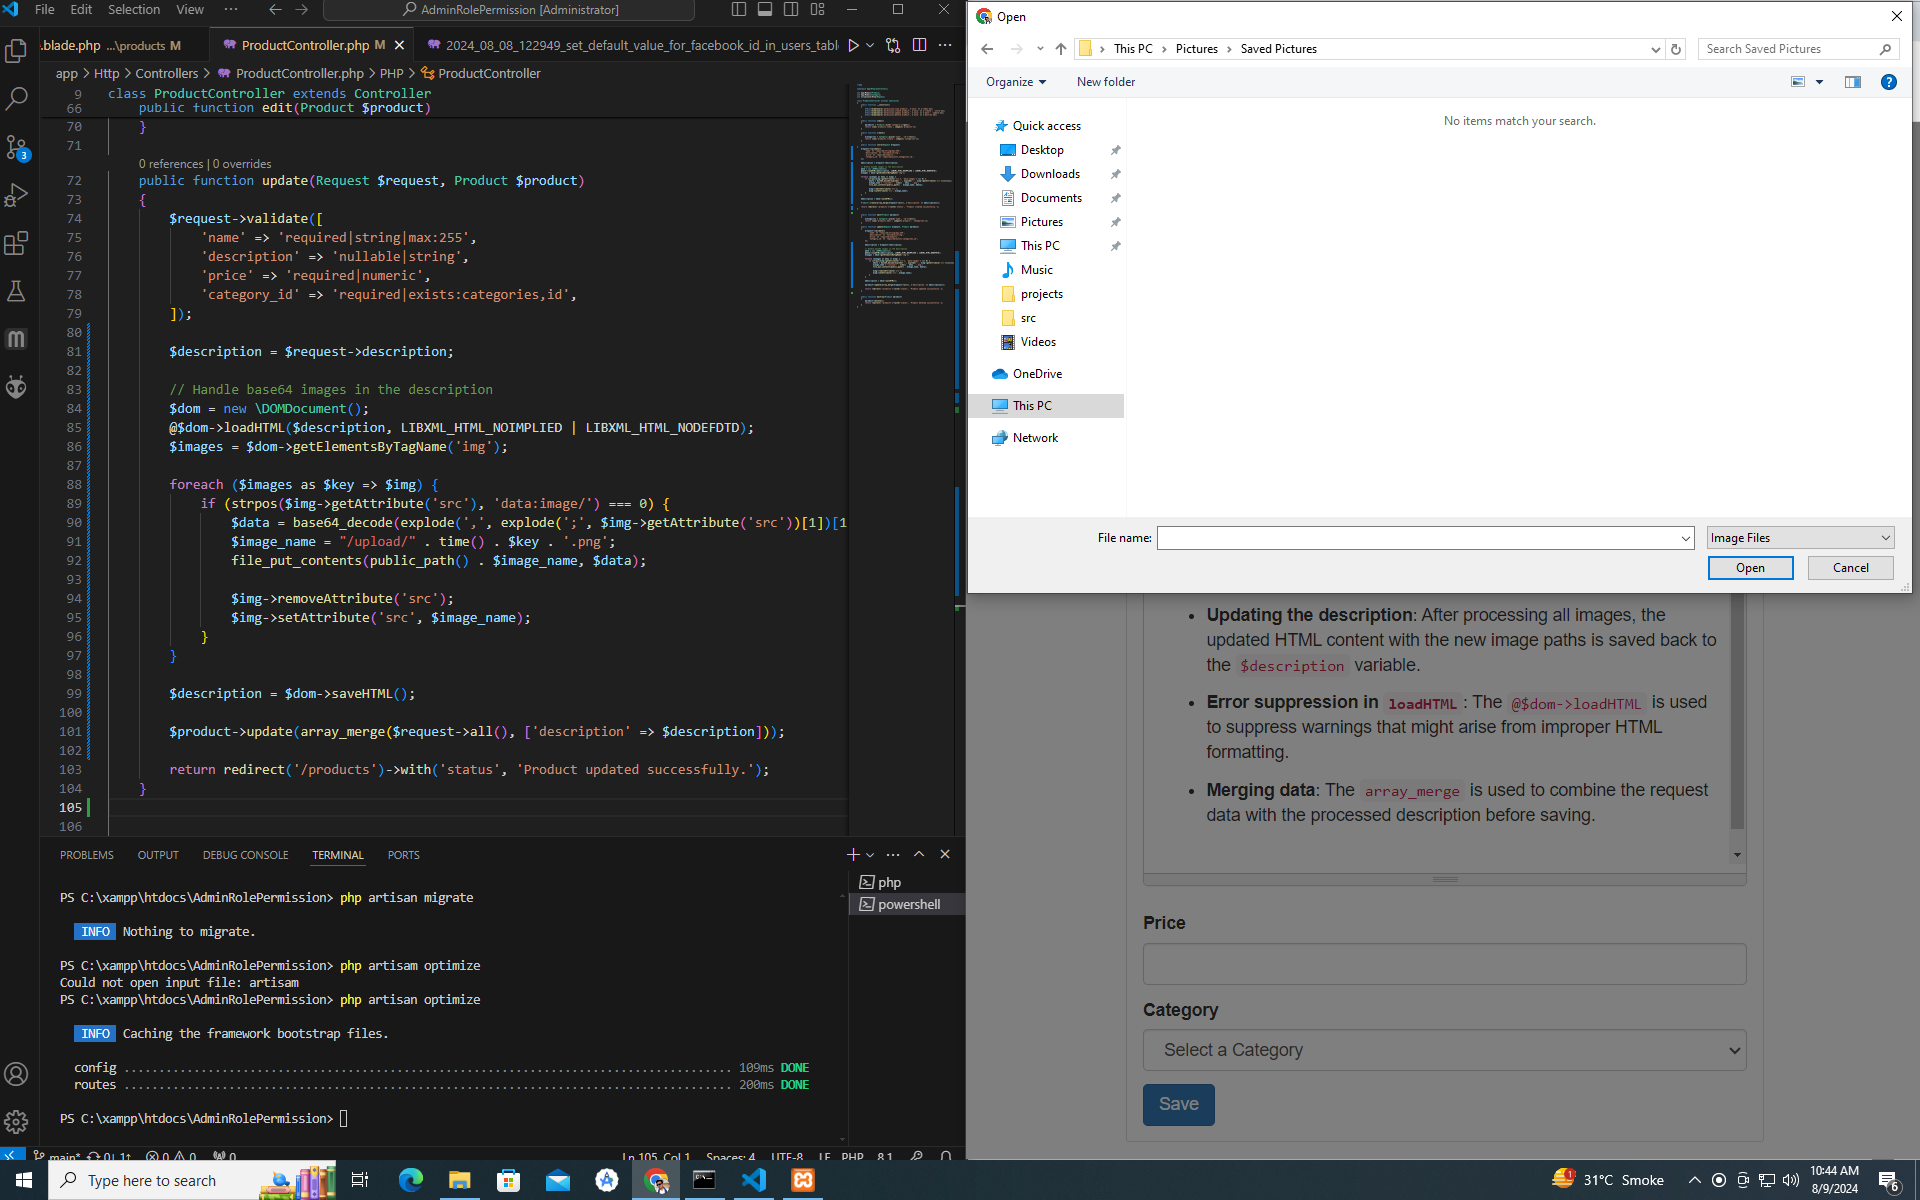 File Edit Selection View ··· AdminRolePermission [Administrator]
.blade.php ...\products M ProductController.php M 2024_08_08_122949_set_default_value_for_facebook_id_in_users_tabl
app > Http > Controllers > ProductController.php > PHP > ProductController
9 class ProductController extends Controller
66 public function edit(Product $product)
70 }
71
0 references | 0 overrides
72 public function update(Request $request, Product $product)
73 {
74 $request->validate([
75 'name' => 'required|string|max:255',
76 'description' => 'nullable|string',
77 'price' => 'required|numeric',
78 'category_id' => 'required|exists:categories,id',
79 ]);
80
81 $description = $request->description;
82
83 // Handle base64 images in the description
84 $dom = new \DOMDocument();
85 @$dom->loadHTML($description, LIBXML_HTML_NOIMPLIED | LIBXML_HTML_NODEFDTD);
86 $images = $dom->getElementsByTagName('img');
87
88 foreach ($images as $key => $img) {
89 if (strpos($img->getAttribute('src'), 'data:image/') === 0) {
90 $data = base64_decode(explode(',', explode(';', $img->getAttribute('src'))[1])[1
91 $image_name = "/upload/" . time() . $key . '.png';
92 file_put_contents(public_path() . $image_name, $data);
93
94 $img->removeAttribute('src');
95 $img->setAttribute('src', $image_name);
96 }
97 }
98
99 $description = $dom->saveHTML();
100
101 $product->update(array_merge($request->all(), ['description' => $description]));
102
103 return redirect('/products')->with('status', 'Product updated successfully.');
104 }
105
106
PROBLEMS OUTPUT DEBUG CONSOLE TERMINAL PORTS
php
powershell
PS C:\xampp\htdocs\AdminRolePermission> php artisan migrate
INFO Nothing to migrate.
PS C:\xampp\htdocs\AdminRolePermission> php artisam optimize
Could not open input file: artisam
PS C:\xampp\htdocs\AdminRolePermission> php artisan optimize
INFO Caching the framework bootstrap files.
config ............................................................................... 109ms DONE
routes ............................................................................... 200ms DONE
PS C:\xampp\htdocs\AdminRolePermission>
main* 0↓ 1↑ 0 0 0 Ln 105, Col 1 Spaces: 4 UTF-8 LF PHP 8.1
3
Open
This PC > Pictures > Saved Pictures Search Saved Pictures
Organize New folder
No items match your search.
Quick access
Desktop
Downloads
Documents
Pictures
This PC
Music
projects
src
Videos
OneDrive
This PC
Network
File name: Image Files
Open Cancel
Updating the description: After processing all images, the
updated HTML content with the new image paths is saved back to
the $description variable.
Error suppression in loadHTML : The @$dom->loadHTML is used
to suppress warnings that might arise from improper HTML
formatting.
Merging data: The array_merge is used to combine the request
data with the processed description before saving.
Price
Category
Select a Category
Save
Type here to search
1 31°C Smoke 10:44 AM
8/9/2024 6